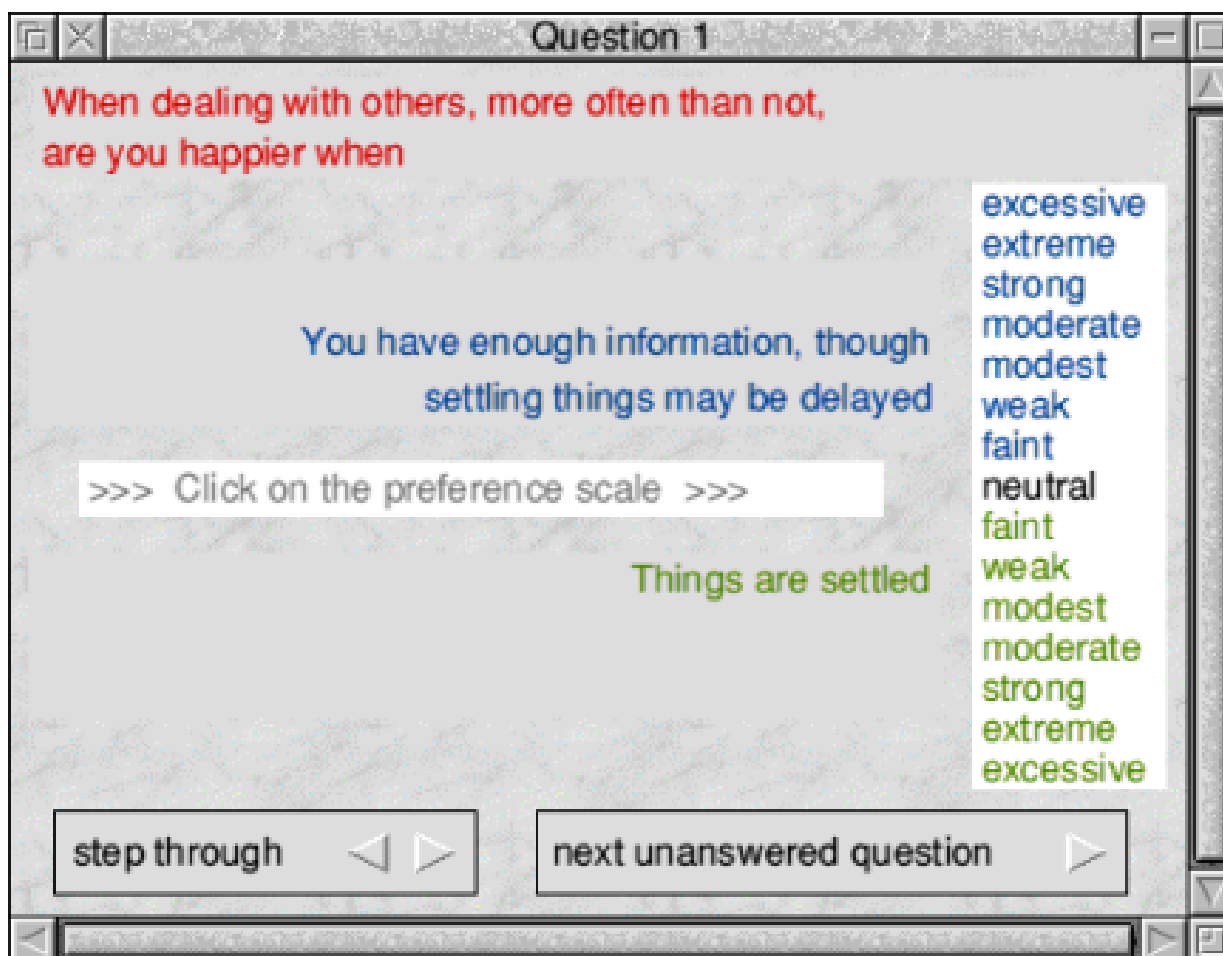 Question 1
When dealing with others, more often than not,
are you happier when
You have enough information, though
settling things may be delayed
>>> Click on the preference scale >>>
Things are settled
excessive
extreme
strong
moderate
modest
weak
faint
neutral
faint
weak
modest
moderate
strong
extreme
excessive
step through
next unanswered question